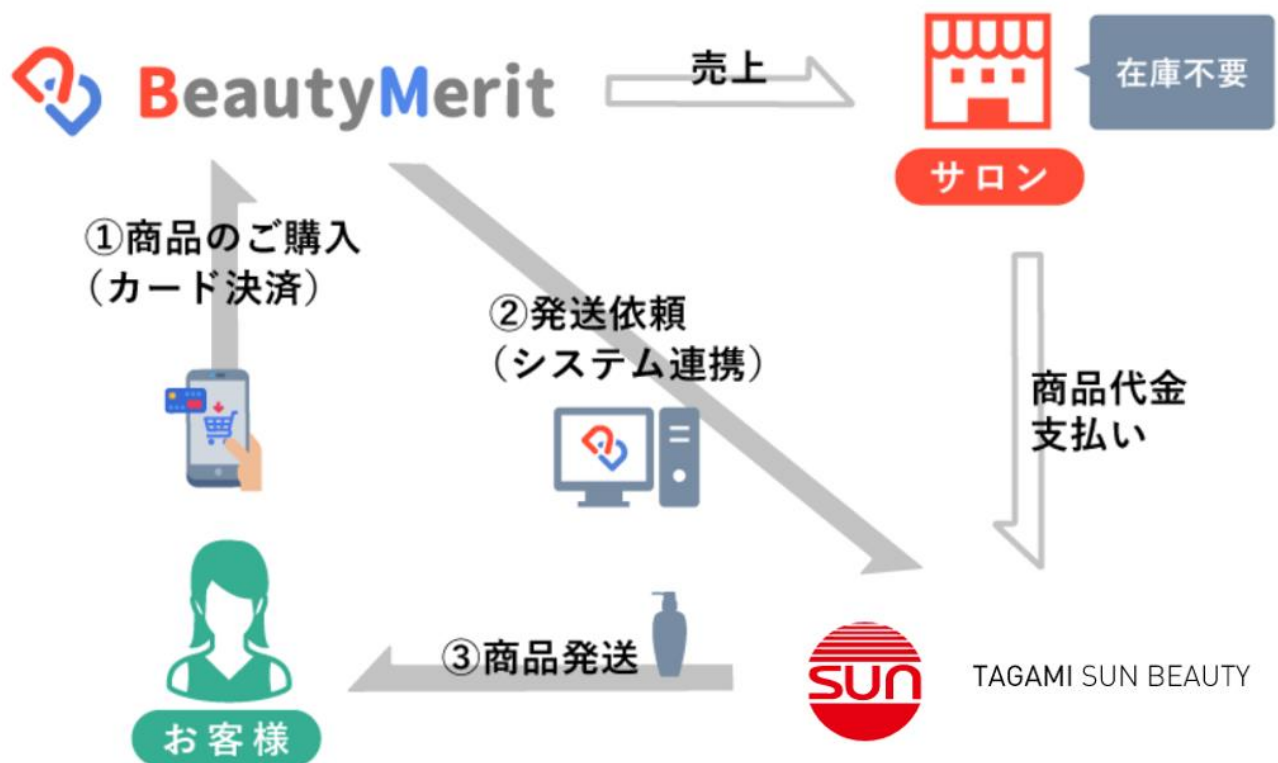 BeautyMerit
売上
在庫不要
サロン
①商品のご購入
（カード決済）
②発送依頼
（システム連携）
商品代金
支払い
③商品発送
お客様
SUN
TAGAMI SUN BEAUTY